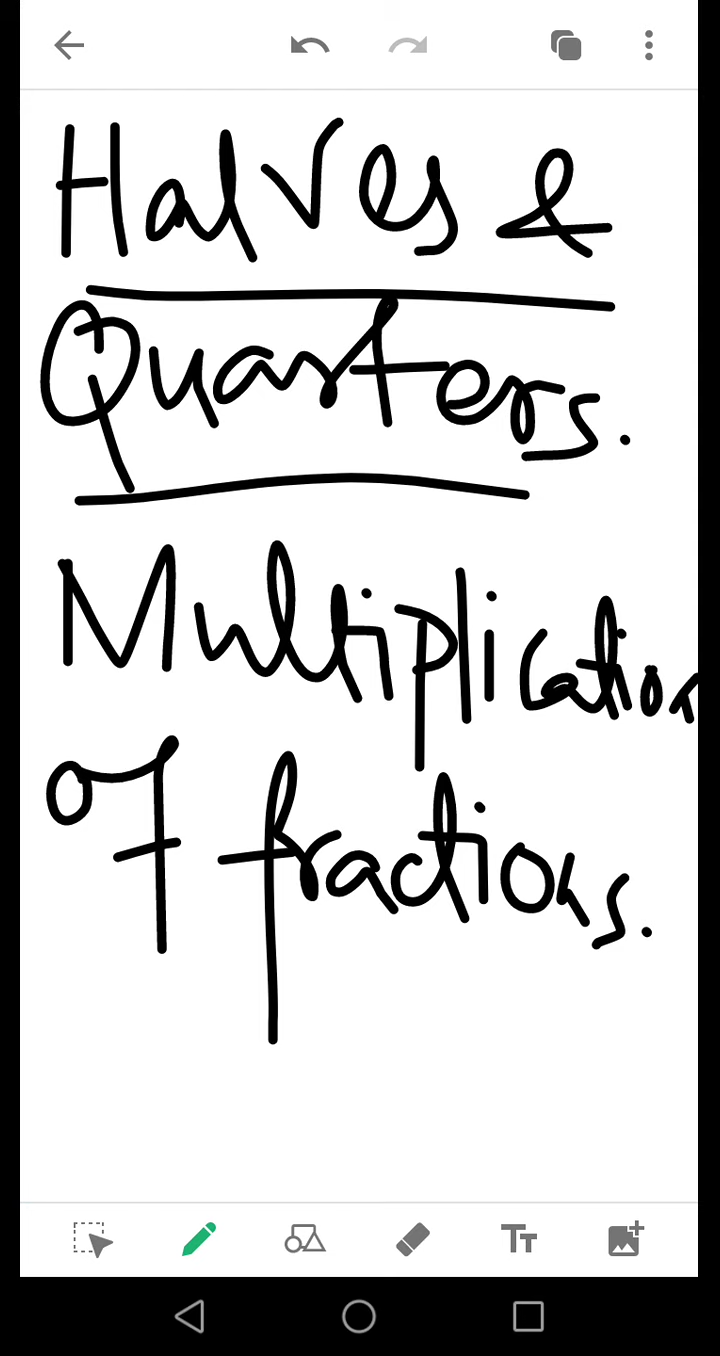 Halves &
Quarters.
Multiplication
Of fractions.